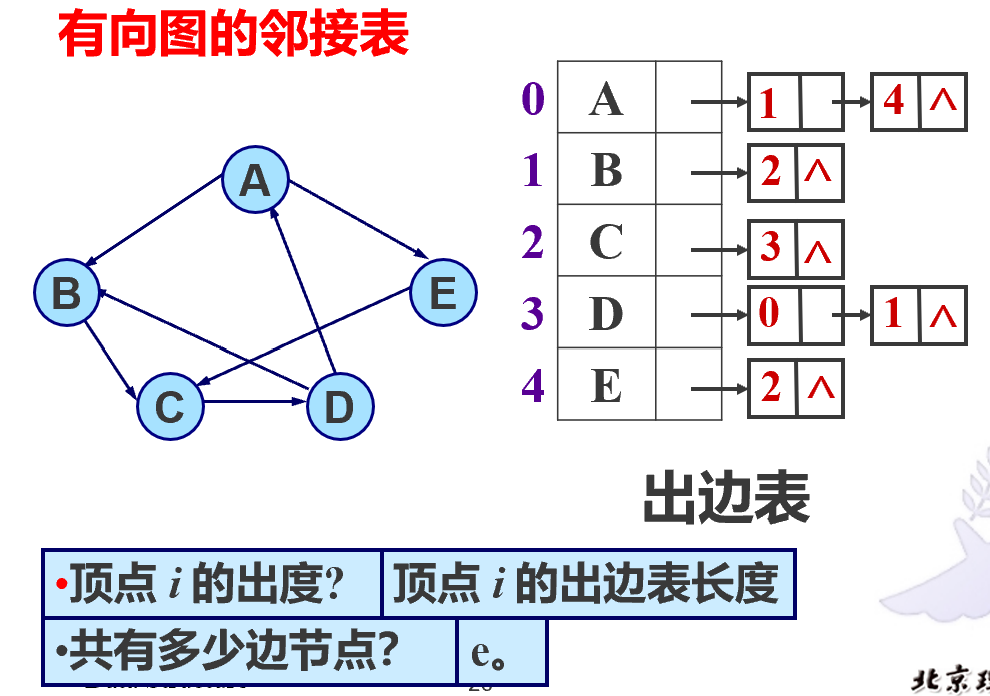 有向图的邻接表
0 A 1 4 ^
1 B 2 ^
2 C 3 ^
3 D 0 1 ^
4 E 2 ^
A
B E
C D
出边表
•顶点 i 的出度? 顶点 i 的出边表长度
•共有多少边节点? e。
北京